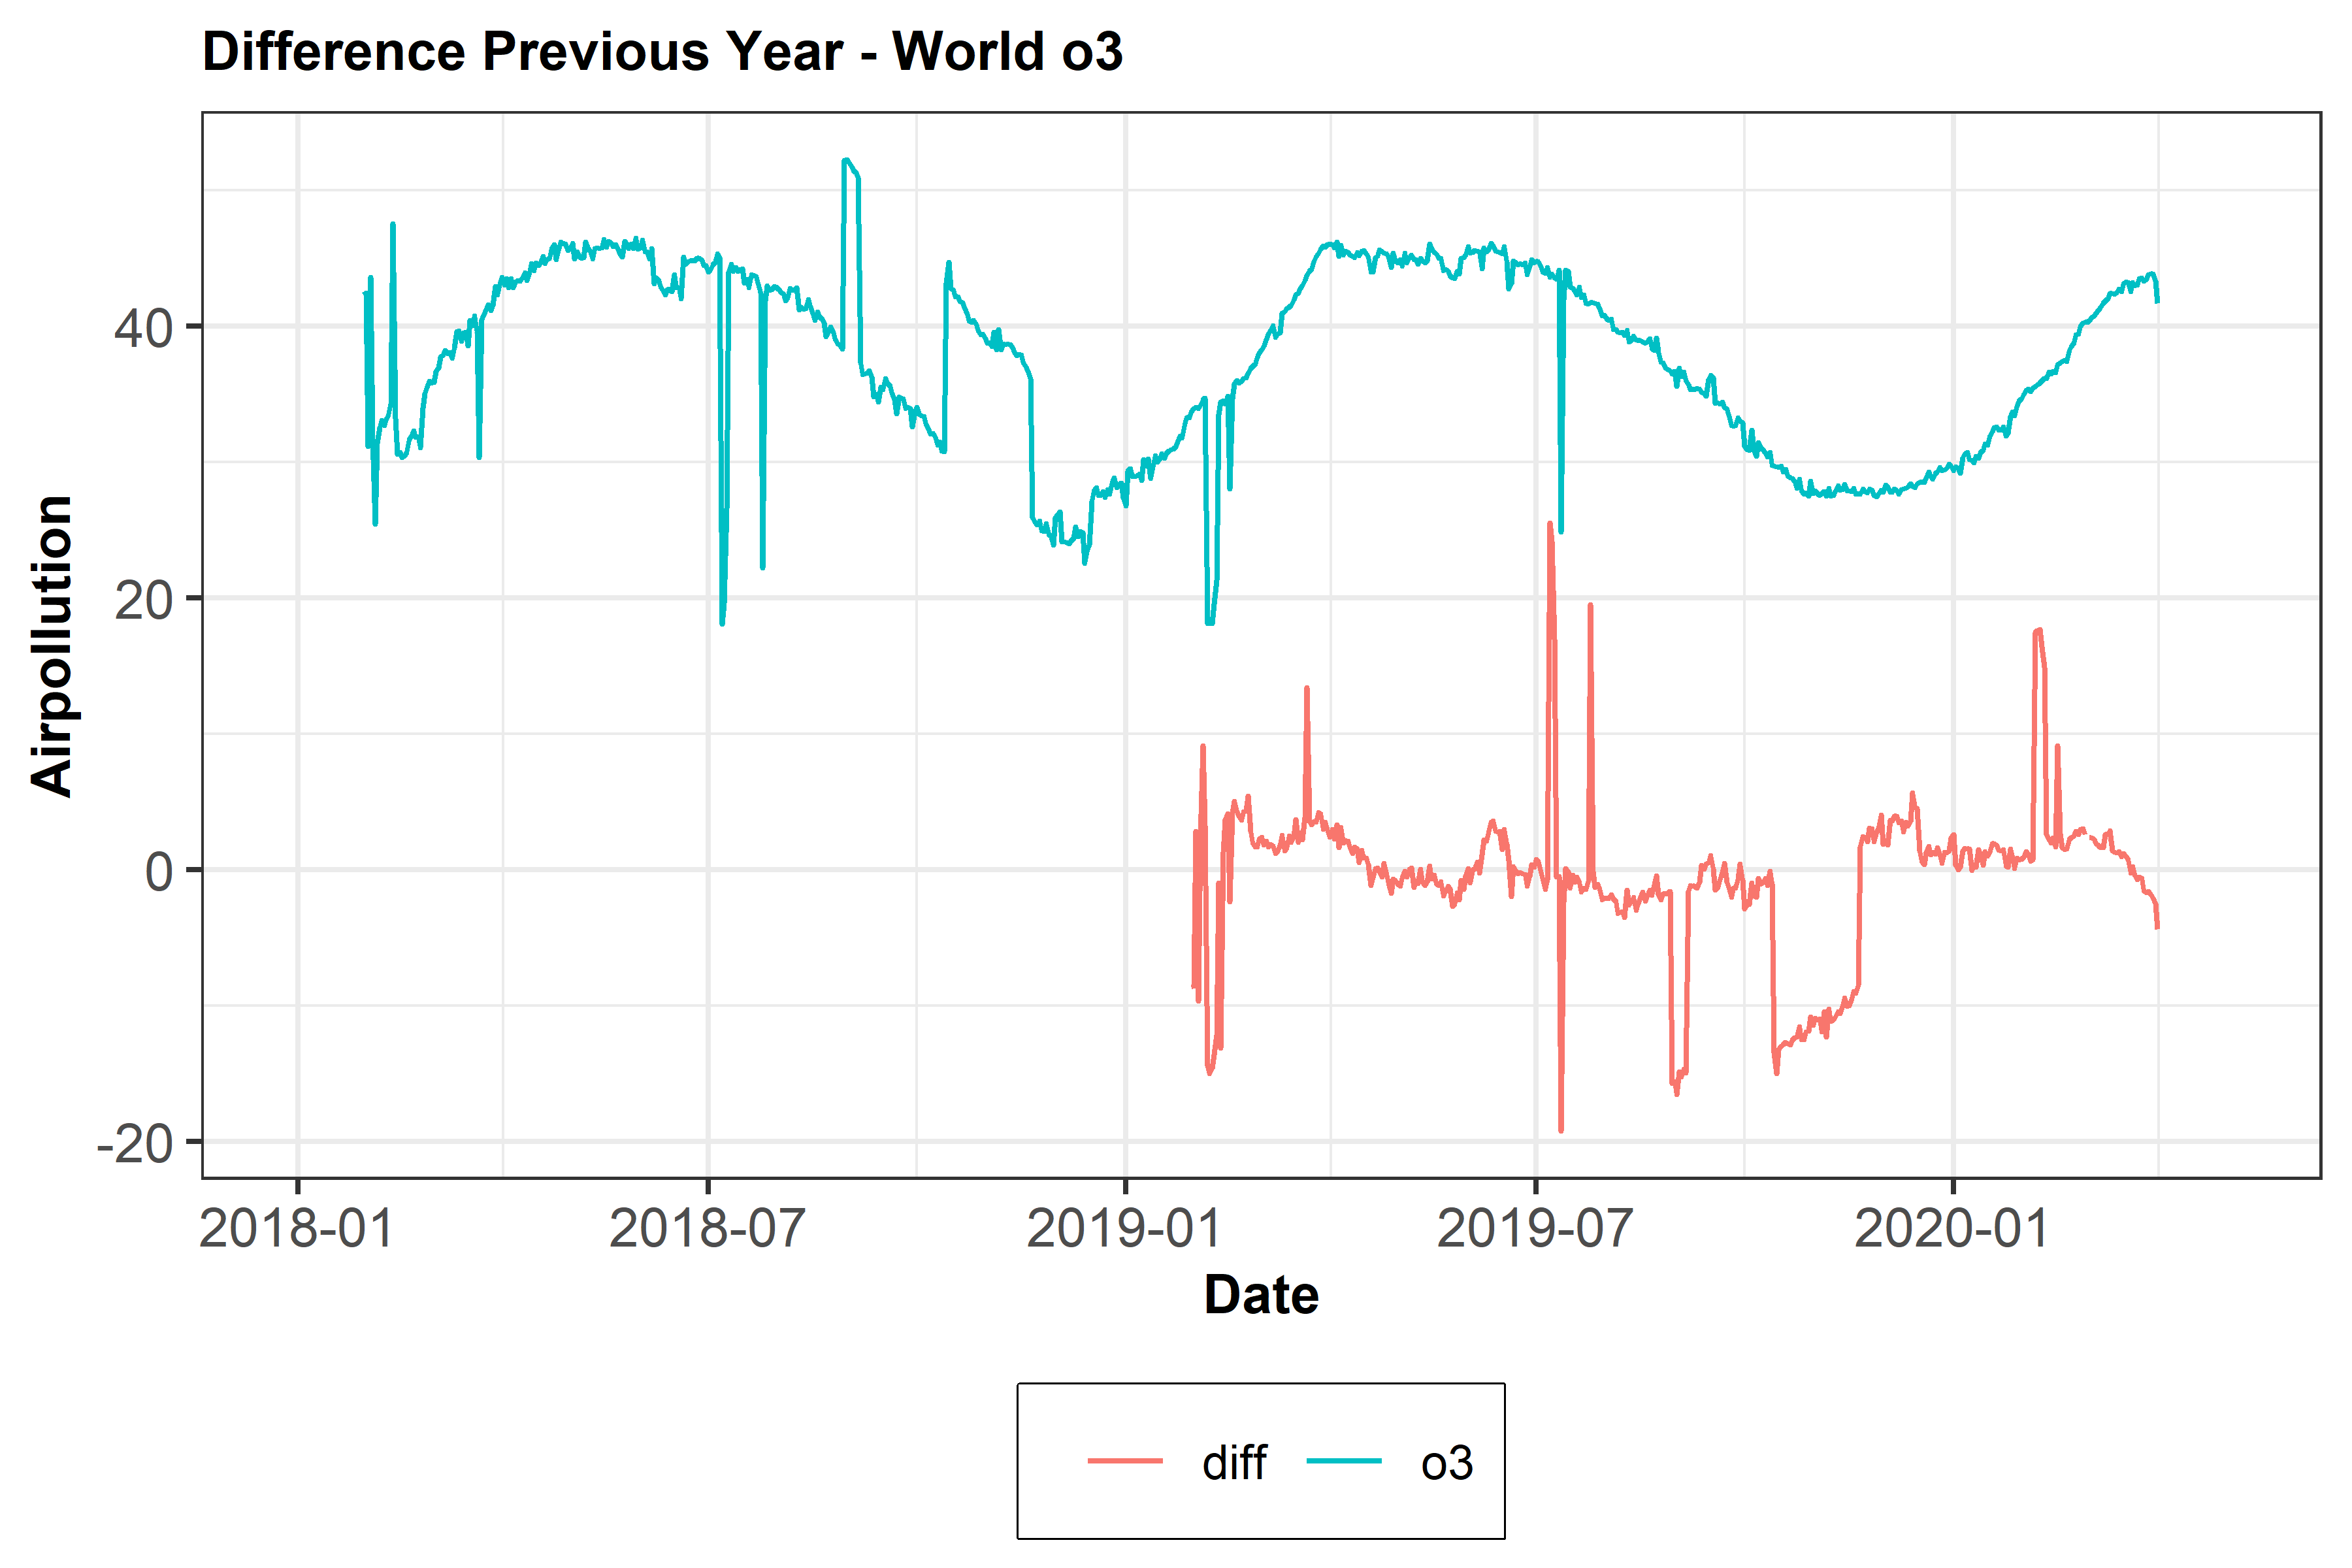 Difference Previous Year - World o3
Airpollution
40
20
0
-20
2018-01 2018-07 2019-01 2019-07 2020-01
Date
diff o3